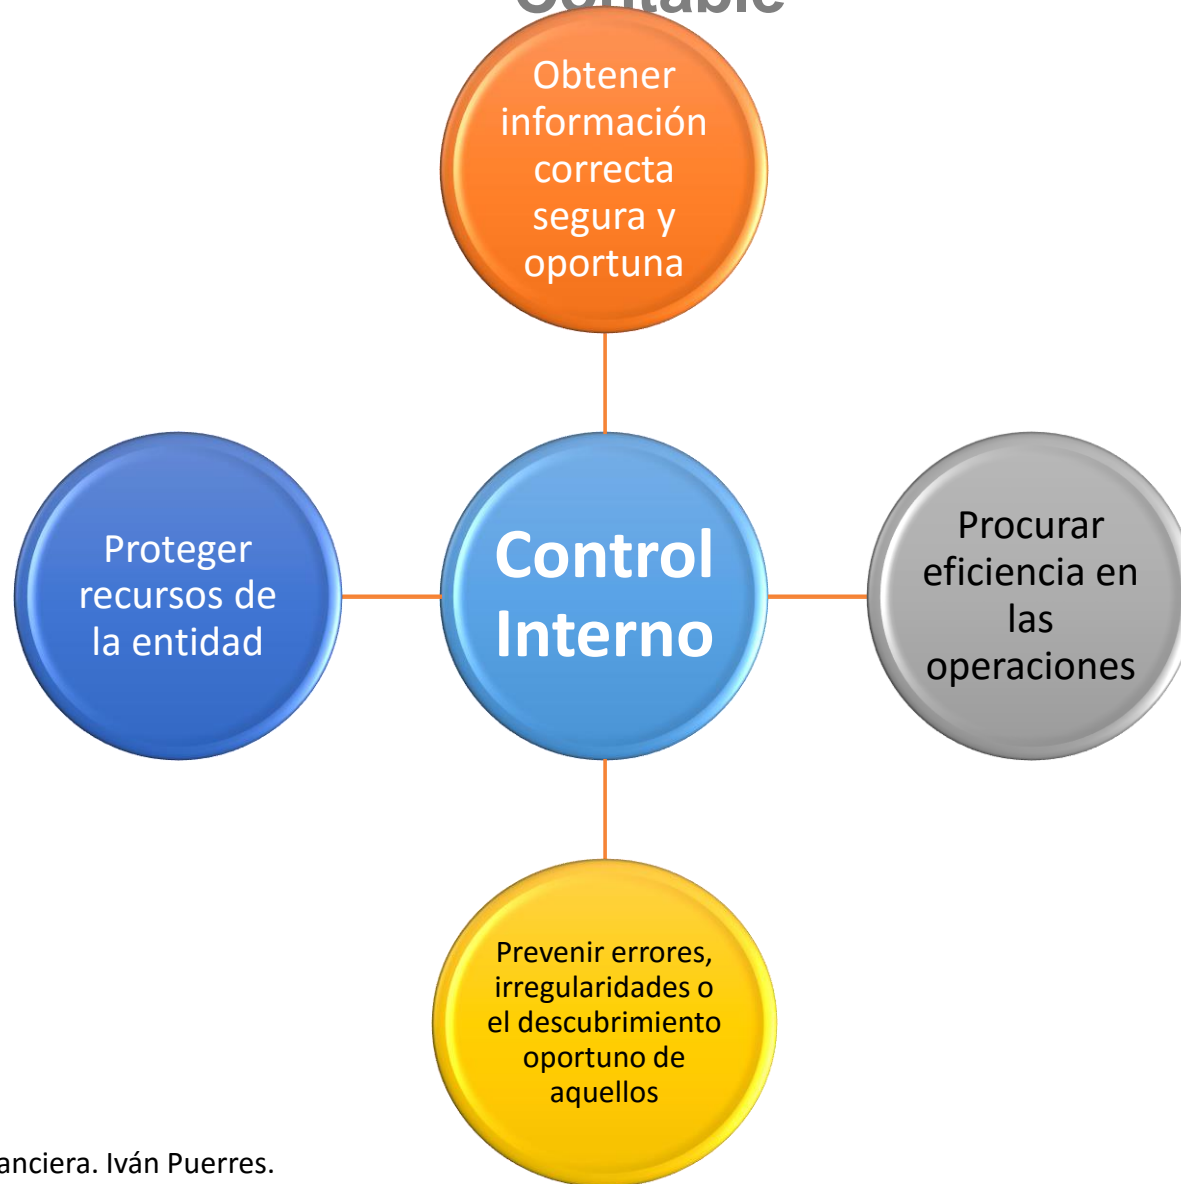 Contable
Obtener
información
correcta
segura y
oportuna
Proteger
recursos de
la entidad
Control
Interno
Procurar
eficiencia en
las
operaciones
Prevenir errores,
irregularidades o
el descubrimiento
oportuno de
aquellos
anciera. Iván Puerres.